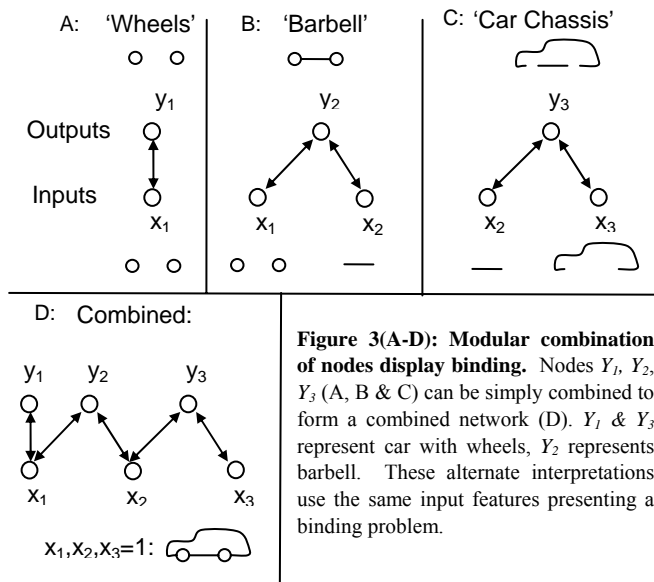 A: 'Wheels'
y₁
Outputs
Inputs
x₁
B: 'Barbell'
y₂
x₁
x₂
C: 'Car Chassis'
y₃
x₂
x₃
D: Combined:
y₁ y₂ y₃
x₁ x₂ x₃
x₁,x₂,x₃=1:
Figure 3(A-D): Modular combination
of nodes display binding. Nodes Y₁, Y₂,
Y₃ (A, B & C) can be simply combined to
form a combined network (D). Y₁ & Y₃
represent car with wheels, Y₂ represents
barbell. These alternate interpretations
use the same input features presenting a
binding problem.